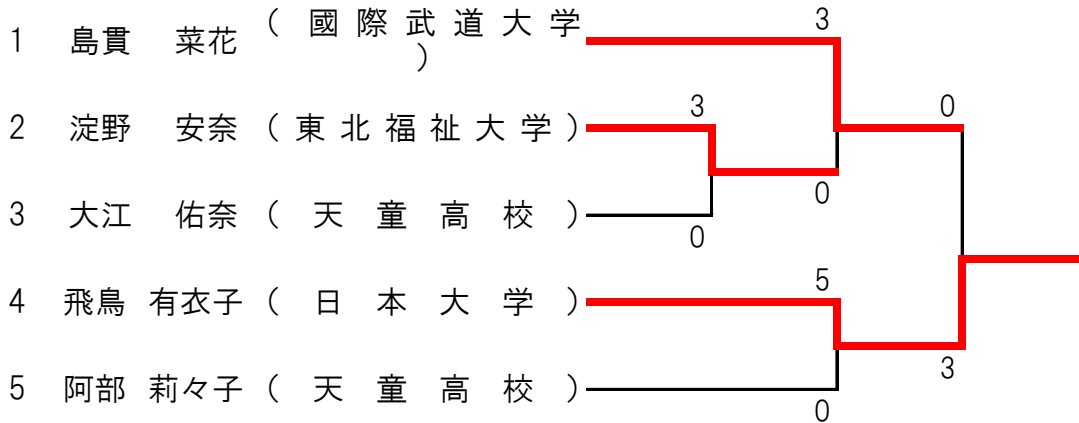 1 島貫 菜花 ( 國際武道大学 )
3
2 淀野 安奈 ( 東北福祉大学 )
3
0
0
3 大江 佑奈 ( 天童高校 )
0
4 飛鳥 有衣子 ( 日本大学 )
5
3
5 阿部 莉々子 ( 天童高校 )
0